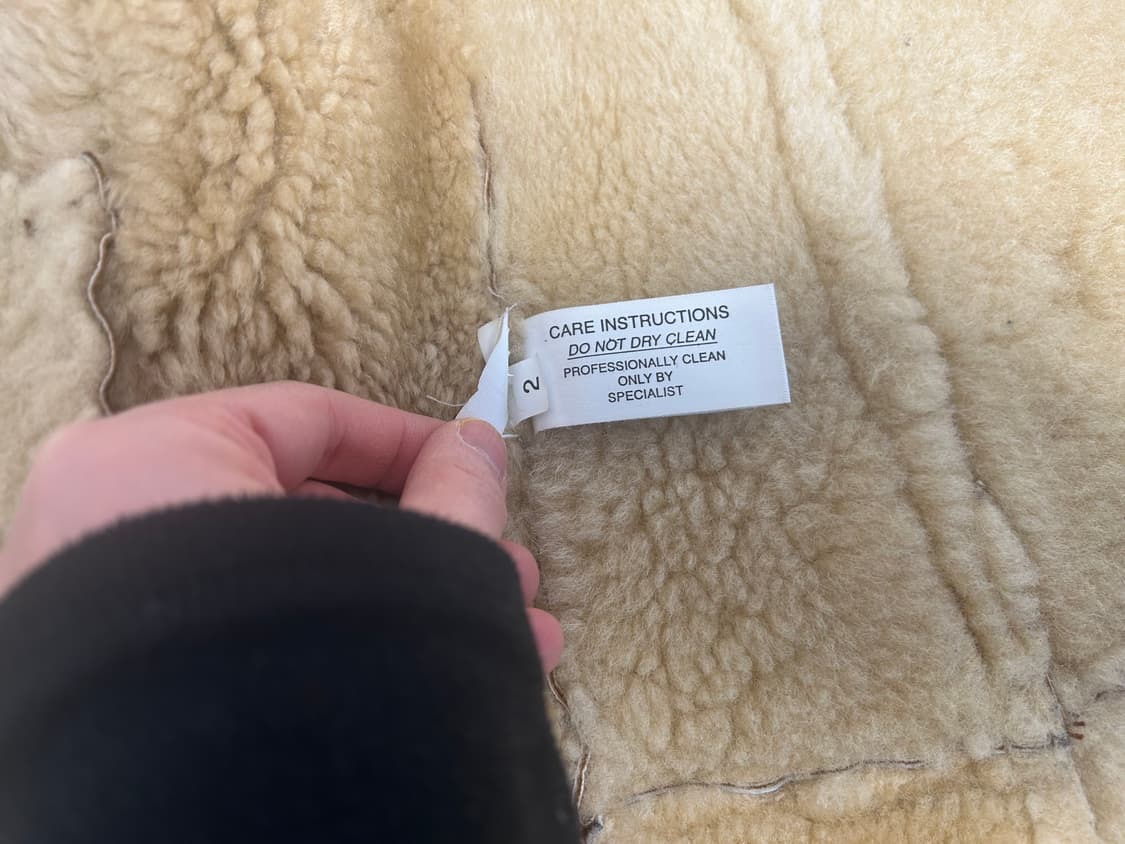 CARE INSTRUCTIONS
DO NOT DRY CLEAN
PROFESSIONALLY CLEAN
ONLY BY
SPECIALIST
2